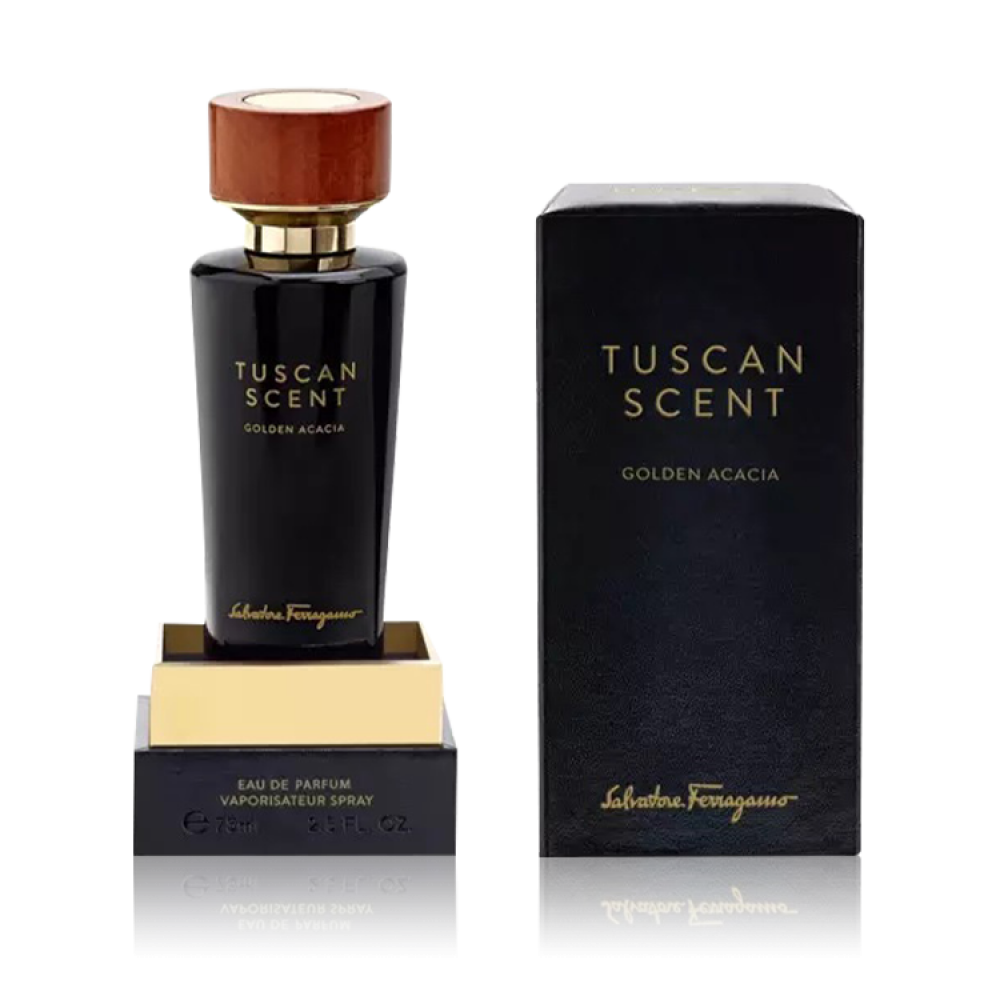 TUSCAN
SCENT
GOLDEN ACACIA
Salvatore Ferragamo
EAU DE PARFUM
VAPORISATEUR SPRAY
℮ 75ml 2.5 FL. OZ.
TUSCAN
SCENT
GOLDEN ACACIA
Salvatore Ferragamo